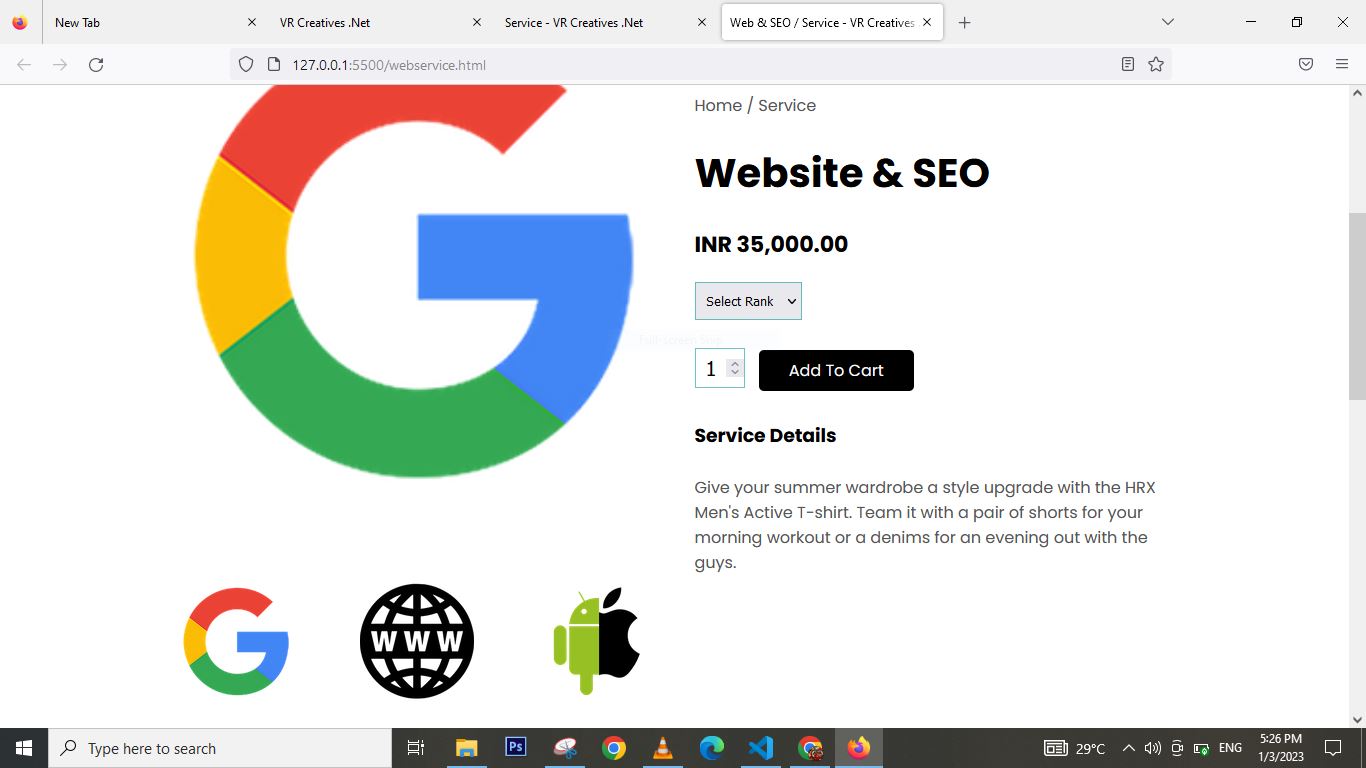 New Tab
VR Creatives .Net
Service - VR Creatives .Net
Web & SEO / Service - VR Creatives
127.0.0.1:5500/webservice.html
Home / Service
Website & SEO
INR 35,000.00
Select Rank
Full-screen Snip
1
Add To Cart
Service Details
Give your summer wardrobe a style upgrade with the HRX
Men's Active T-shirt. Team it with a pair of shorts for your
morning workout or a denims for an evening out with the
guys.
WWW
Type here to search
Ps
29°C
ENG
5:26 PM
1/3/2023